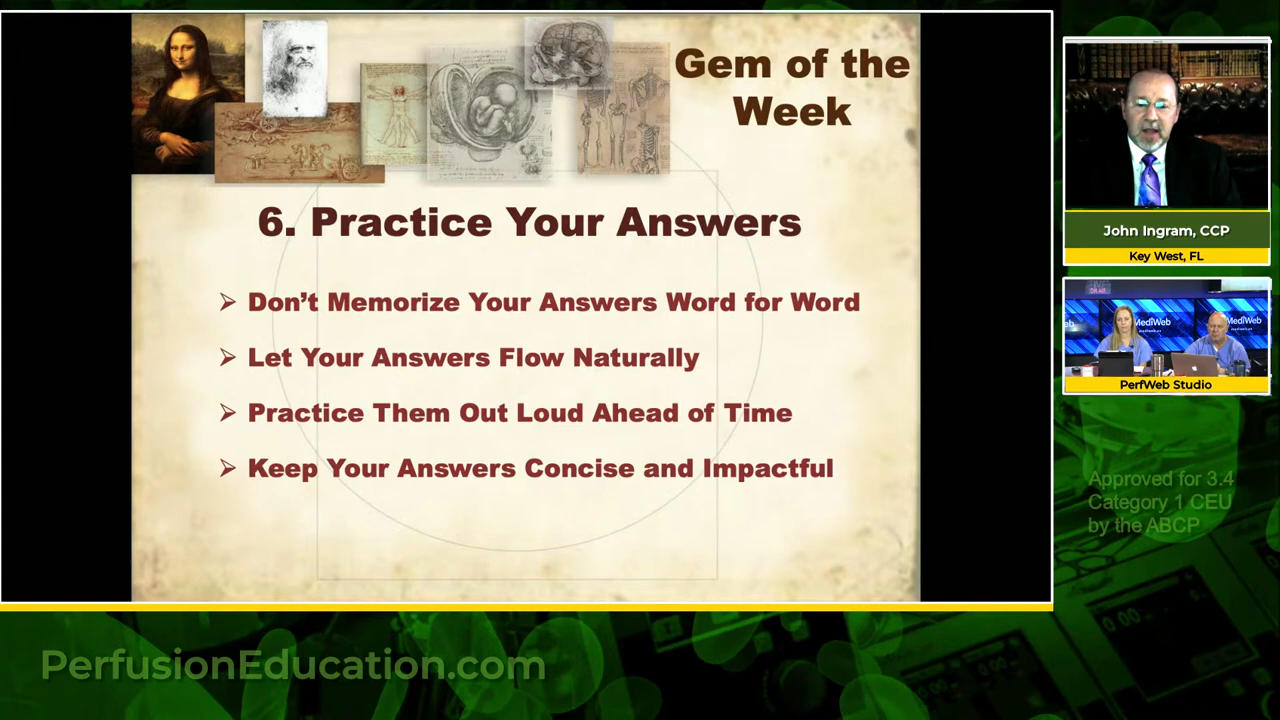 Gem of the
Week
6. Practice Your Answers
➢ Don’t Memorize Your Answers Word for Word
➢ Let Your Answers Flow Naturally
➢ Practice Them Out Loud Ahead of Time
➢ Keep Your Answers Concise and Impactful
John Ingram, CCP
Key West, FL
ON AIR
MediWeb
MediWeb
PerfWeb Studio
Approved for 3.4
Category 1 CEU
by the ABCP
PerfusionEducation.com